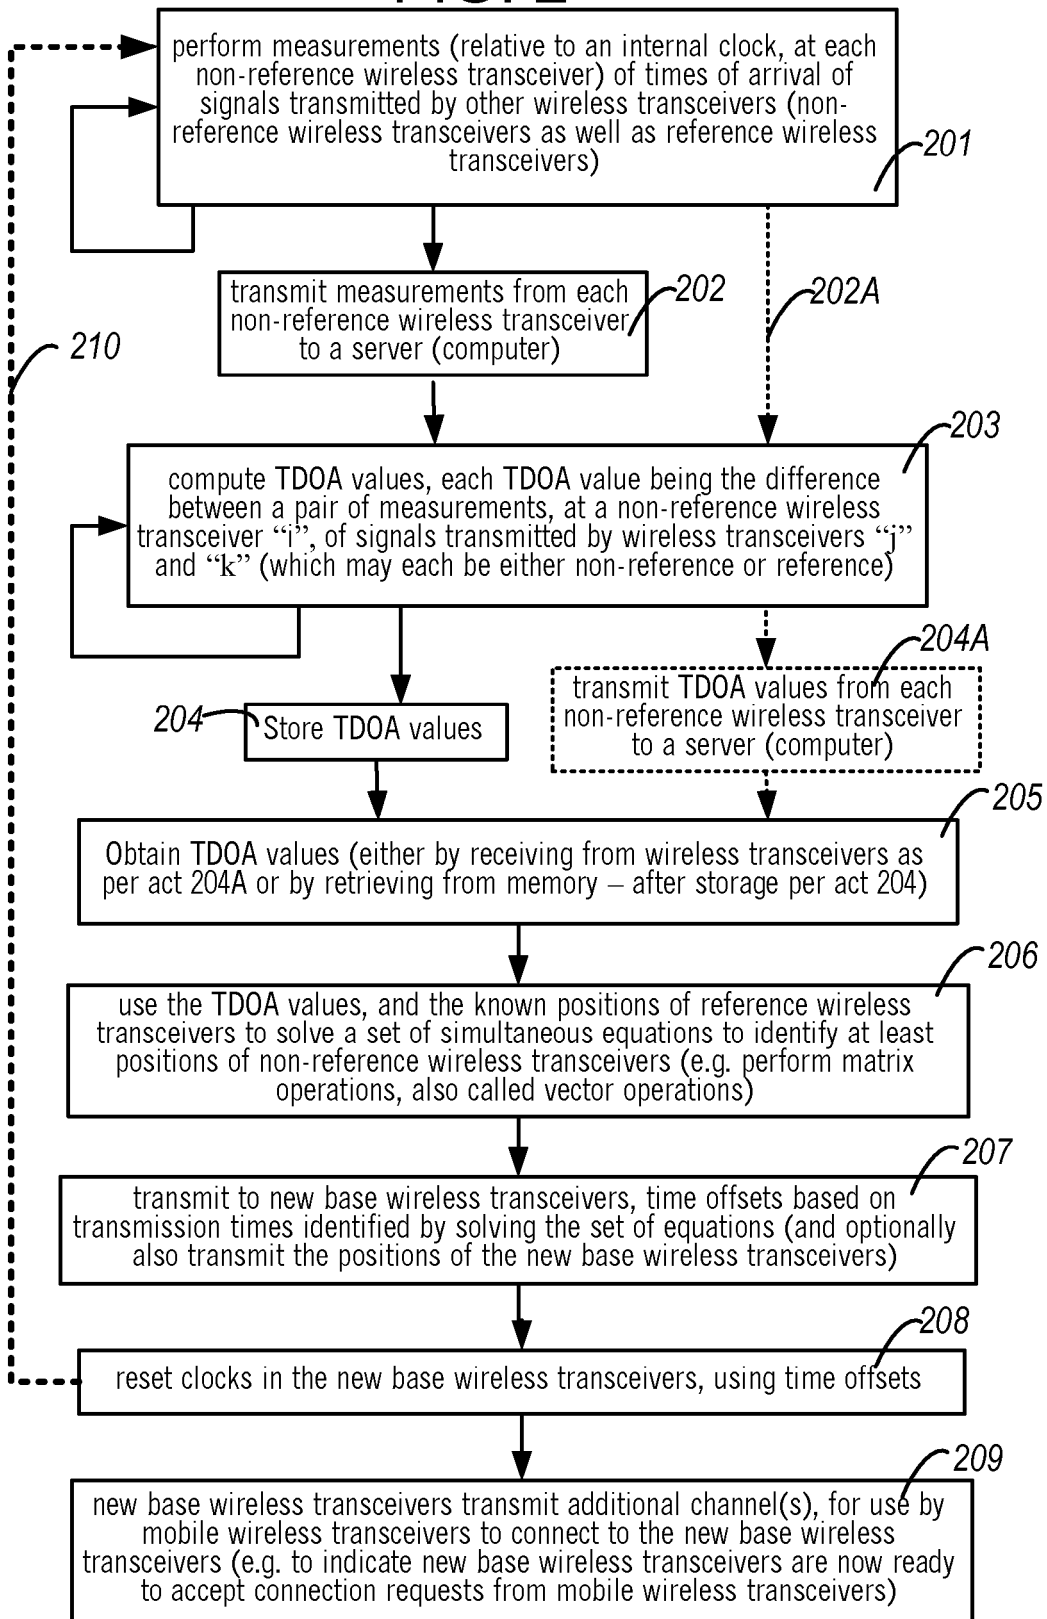 perform measurements (relative to an internal clock, at each
non-reference wireless transceiver) of times of arrival of
signals transmitted by other wireless transceivers (non-
reference wireless transceivers as well as reference wireless
transceivers)
201
transmit measurements from each
non-reference wireless transceiver
to a server (computer)
202
202A
210
203
compute TDOA values, each TDOA value being the difference
between a pair of measurements, at a non-reference wireless
transceiver “i”, of signals transmitted by wireless transceivers “j”
and “k” (which may each be either non-reference or reference)
204A
transmit TDOA values from each
non-reference wireless transceiver
to a server (computer)
204
Store TDOA values
205
Obtain TDOA values (either by receiving from wireless transceivers as
per act 204A or by retrieving from memory – after storage per act 204)
206
use the TDOA values, and the known positions of reference wireless
transceivers to solve a set of simultaneous equations to identify at least
positions of non-reference wireless transceivers (e.g. perform matrix
operations, also called vector operations)
207
transmit to new base wireless transceivers, time offsets based on
transmission times identified by solving the set of equations (and optionally
also transmit the positions of the new base wireless transceivers)
208
reset clocks in the new base wireless transceivers, using time offsets
209
new base wireless transceivers transmit additional channel(s), for use by
mobile wireless transceivers to connect to the new base wireless
transceivers (e.g. to indicate new base wireless transceivers are now ready
to accept connection requests from mobile wireless transceivers)